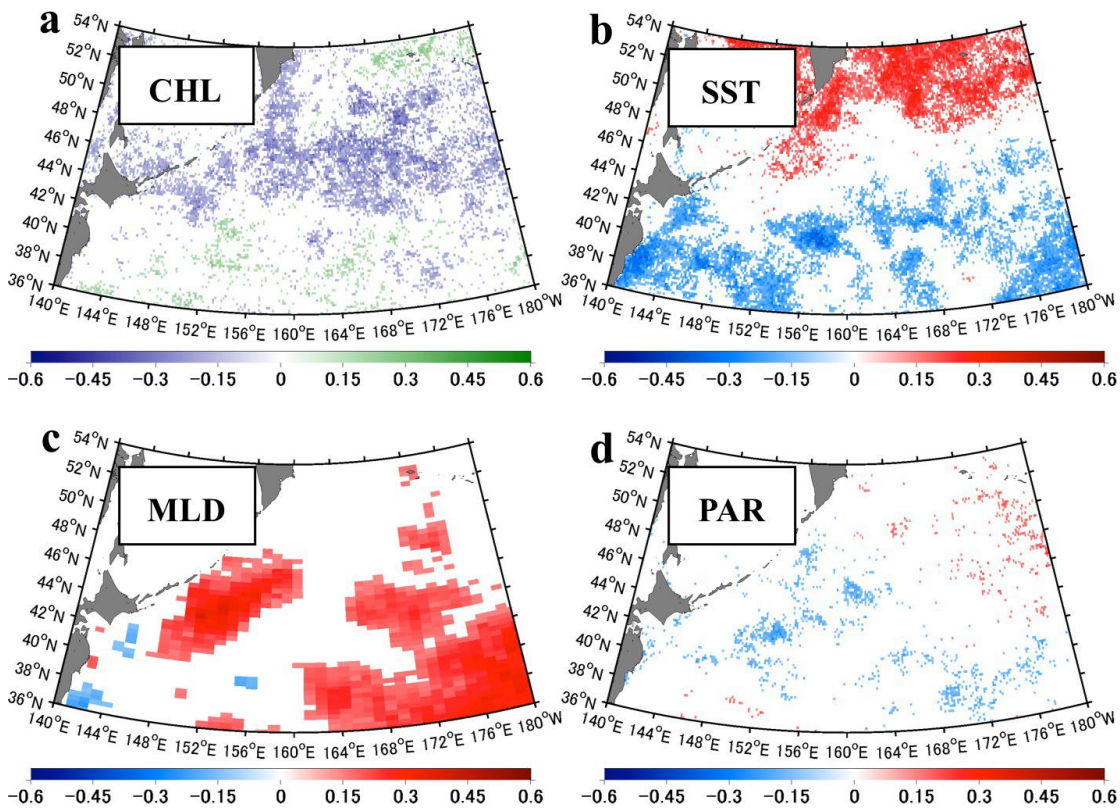 a
54°N
52°N
50°N
48°N
46°N
44°N
42°N
40°N
38°N
36°N
CHL
140°E 144°E 148°E 152°E 156°E 160°E 164°E 168°E 172°E 176°E 180°W
−0.6 −0.45 −0.3 −0.15 0 0.15 0.3 0.45 0.6
b
54°N
52°N
50°N
48°N
46°N
44°N
42°N
40°N
38°N
36°N
SST
140°E 144°E 148°E 152°E 156°E 160°E 164°E 168°E 172°E 176°E 180°W
−0.6 −0.45 −0.3 −0.15 0 0.15 0.3 0.45 0.6
c
54°N
52°N
50°N
48°N
46°N
44°N
42°N
40°N
38°N
36°N
MLD
140°E 144°E 148°E 152°E 156°E 160°E 164°E 168°E 172°E 176°E 180°W
−0.6 −0.45 −0.3 −0.15 0 0.15 0.3 0.45 0.6
d
54°N
52°N
50°N
48°N
46°N
44°N
42°N
40°N
38°N
36°N
PAR
140°E 144°E 148°E 152°E 156°E 160°E 164°E 168°E 172°E 176°E 180°W
−0.6 −0.45 −0.3 −0.15 0 0.15 0.3 0.45 0.6